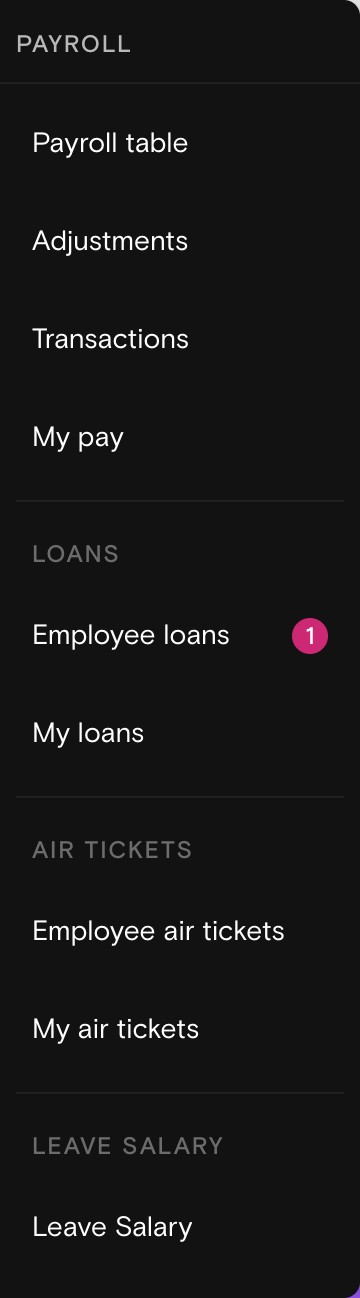 PAYROLL
Payroll table
Adjustments
Transactions
My pay
LOANS
Employee loans 1
My loans
AIR TICKETS
Employee air tickets
My air tickets
LEAVE SALARY
Leave Salary